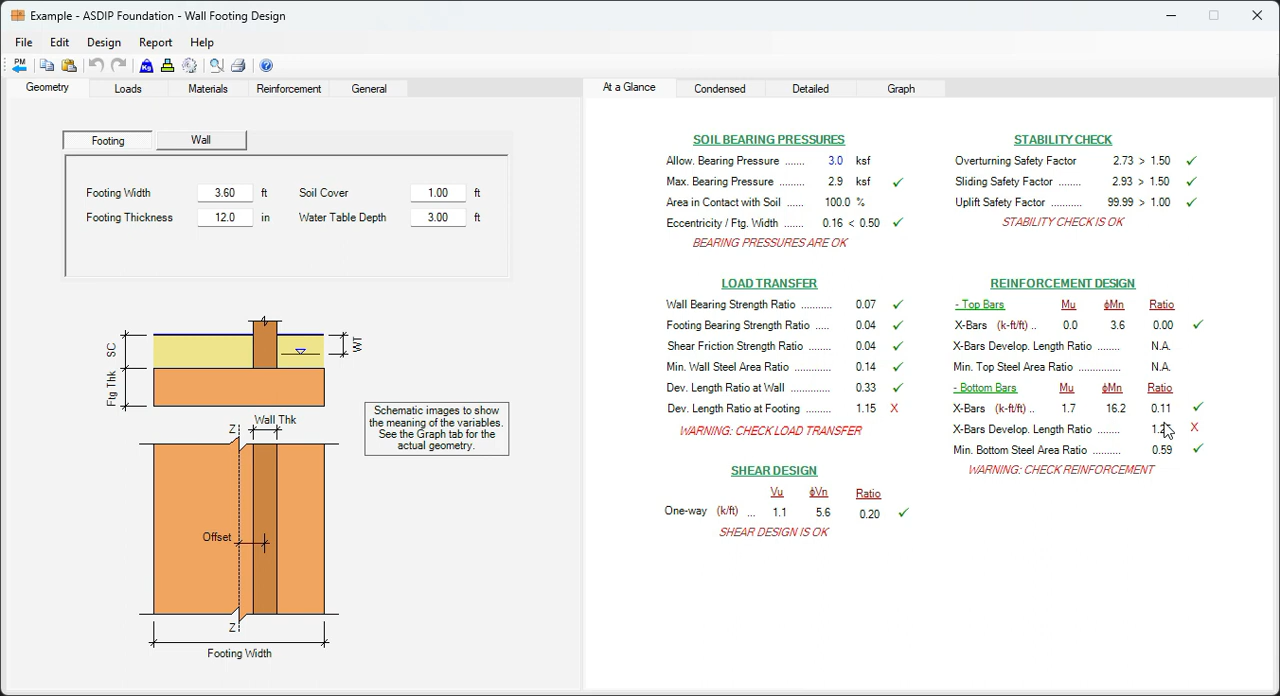 Example - ASDIP Foundation - Wall Footing Design
File Edit Design Report Help
PM
Geometry Loads Materials Reinforcement General
Footing Wall
Footing Width 3.60 ft Soil Cover 1.00 ft
Footing Thickness 12.0 in Water Table Depth 3.00 ft
SC
WT
Ftg Thk
Wall Thk
Z
Offset
Z
Footing Width
Schematic images to show
the meaning of the variables.
See the Graph tab for the
actual geometry.
At a Glance Condensed Detailed Graph
SOIL BEARING PRESSURES
Allow. Bearing Pressure ...... 3.0 ksf
Max. Bearing Pressure ........ 2.9 ksf
Area in Contact with Soil ..... 100.0 %
Eccentricity / Ftg. Width ...... 0.16 < 0.50
BEARING PRESSURES ARE OK
STABILITY CHECK
Overturning Safety Factor 2.73 > 1.50
Sliding Safety Factor ....... 2.93 > 1.50
Uplift Safety Factor .......... 99.99 > 1.00
STABILITY CHECK IS OK
LOAD TRANSFER
Wall Bearing Strength Ratio .......... 0.07
Footing Bearing Strength Ratio ..... 0.04
Shear Friction Strength Ratio ........ 0.04
Min. Wall Steel Area Ratio ........... 0.14
Dev. Length Ratio at Wall ............. 0.33
Dev. Length Ratio at Footing ........ 1.15 X
WARNING: CHECK LOAD TRANSFER
REINFORCEMENT DESIGN
- Top Bars Mu ϕMn Ratio
X-Bars (k-ft/ft) .. 0.0 3.6 0.00
X-Bars Develop. Length Ratio ....... N.A.
Min. Top Steel Area Ratio ............. N.A.
- Bottom Bars Mu ϕMn Ratio
X-Bars (k-ft/ft) .. 1.7 16.2 0.11
X-Bars Develop. Length Ratio ....... X
Min. Bottom Steel Area Ratio ......... 0.59
WARNING: CHECK REINFORCEMENT
SHEAR DESIGN
Vu ϕVn Ratio
One-way (k/ft) ... 1.1 5.6 0.20
SHEAR DESIGN IS OK